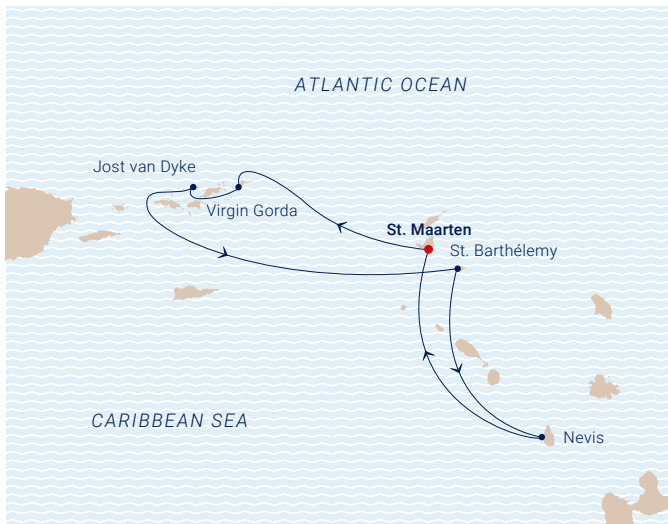 ATLANTIC OCEAN
Jost van Dyke
Virgin Gorda
St. Maarten
St. Barthélemy
CARIBBEAN SEA
Nevis